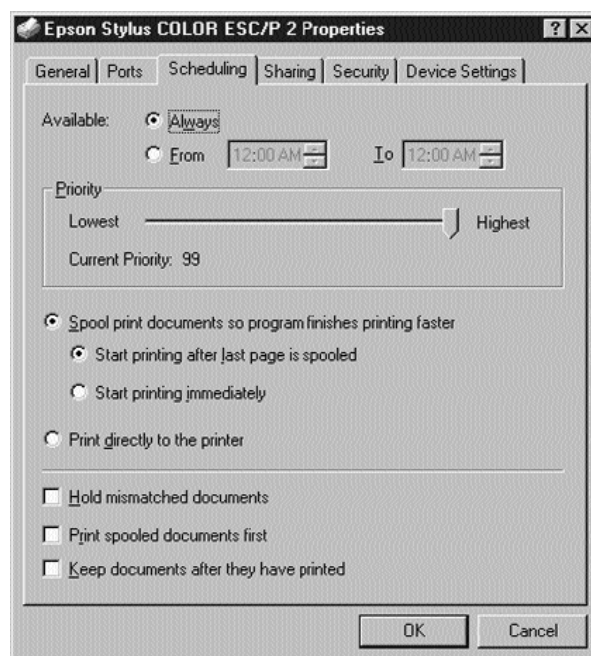 Epson Stylus COLOR ESC/P 2 Properties
General Ports Scheduling Sharing Security Device Settings
Available: Always
From 12:00 AM To 12:00 AM
Priority
Lowest Highest
Current Priority: 99
Spool print documents so program finishes printing faster
Start printing after last page is spooled
Start printing immediately
Print directly to the printer
Hold mismatched documents
Print spooled documents first
Keep documents after they have printed
OK Cancel